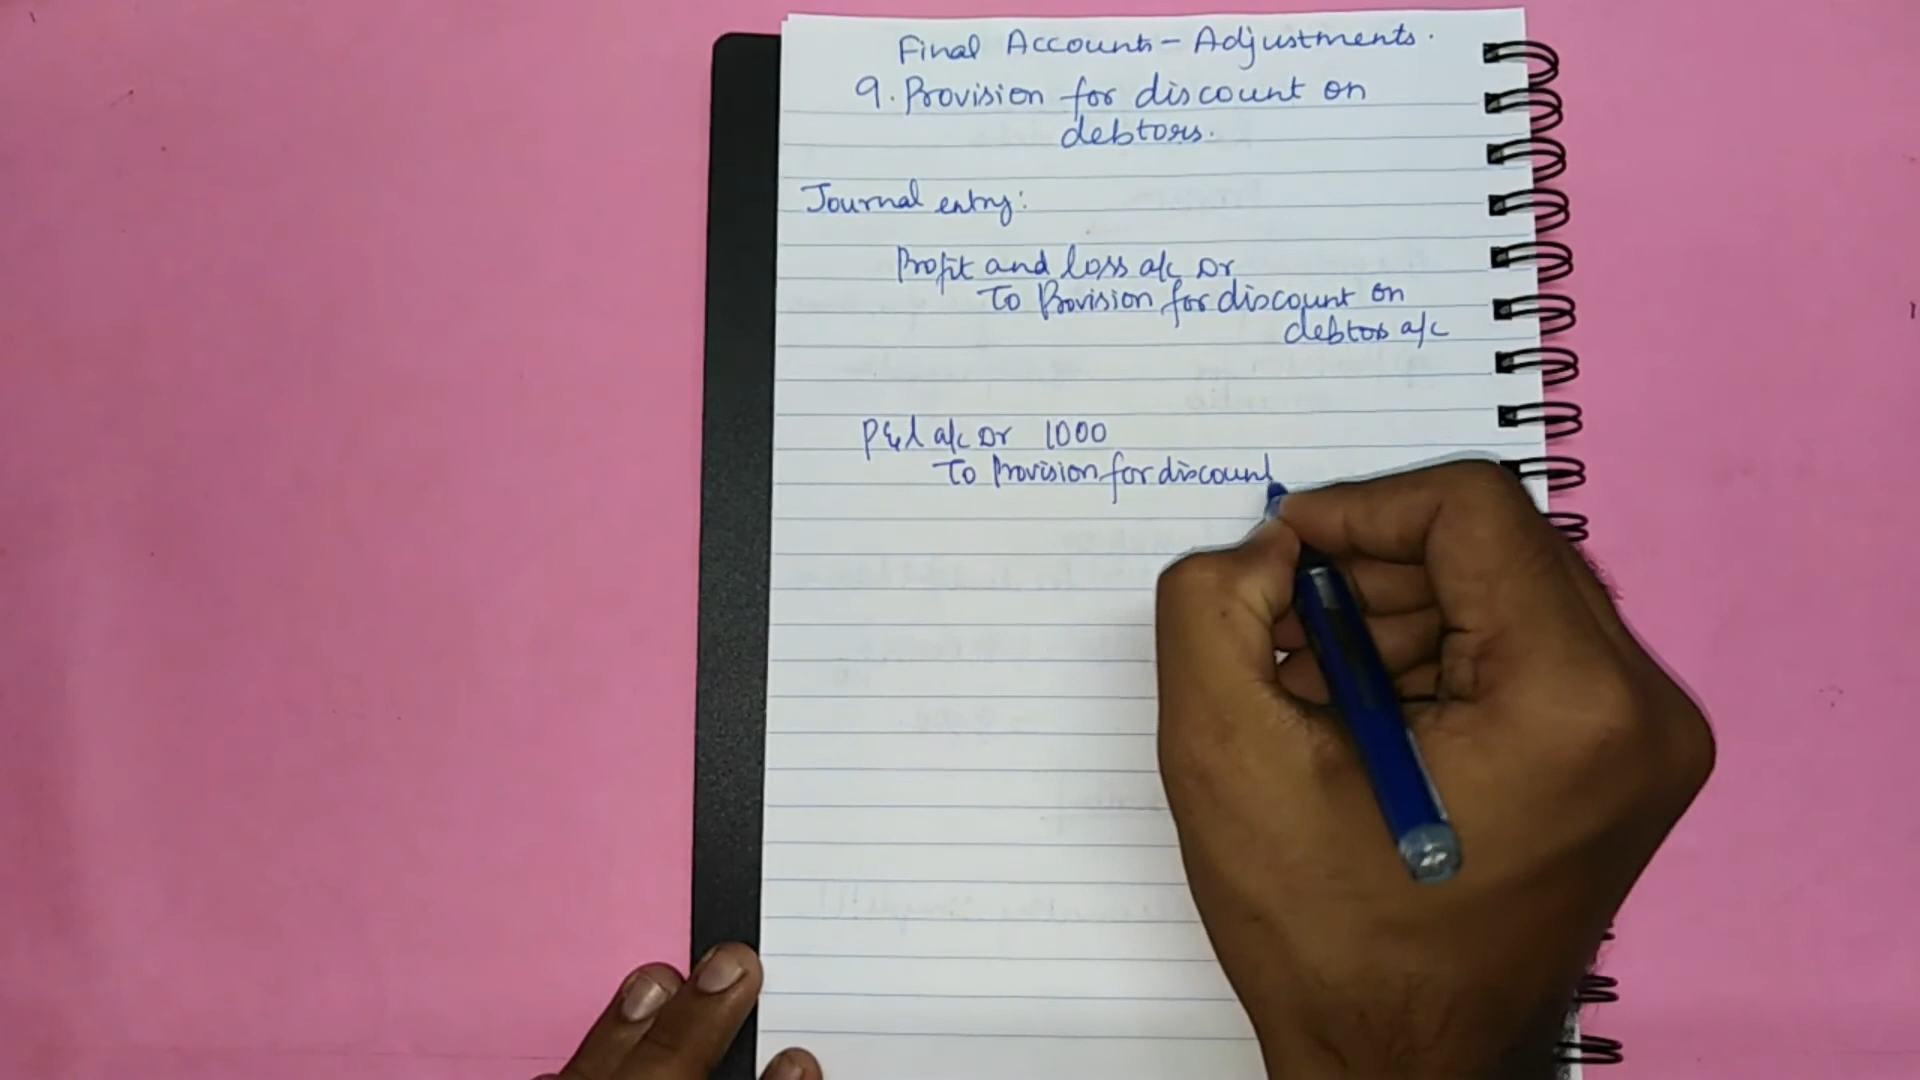 Final Accounts - Adjustments.
9. Provision for discount on
debtors.
Journal entry:
Profit and loss a/c Dr
To Provision for discount on
debtors a/c
P&l a/c Dr 1000
To Provision for discount